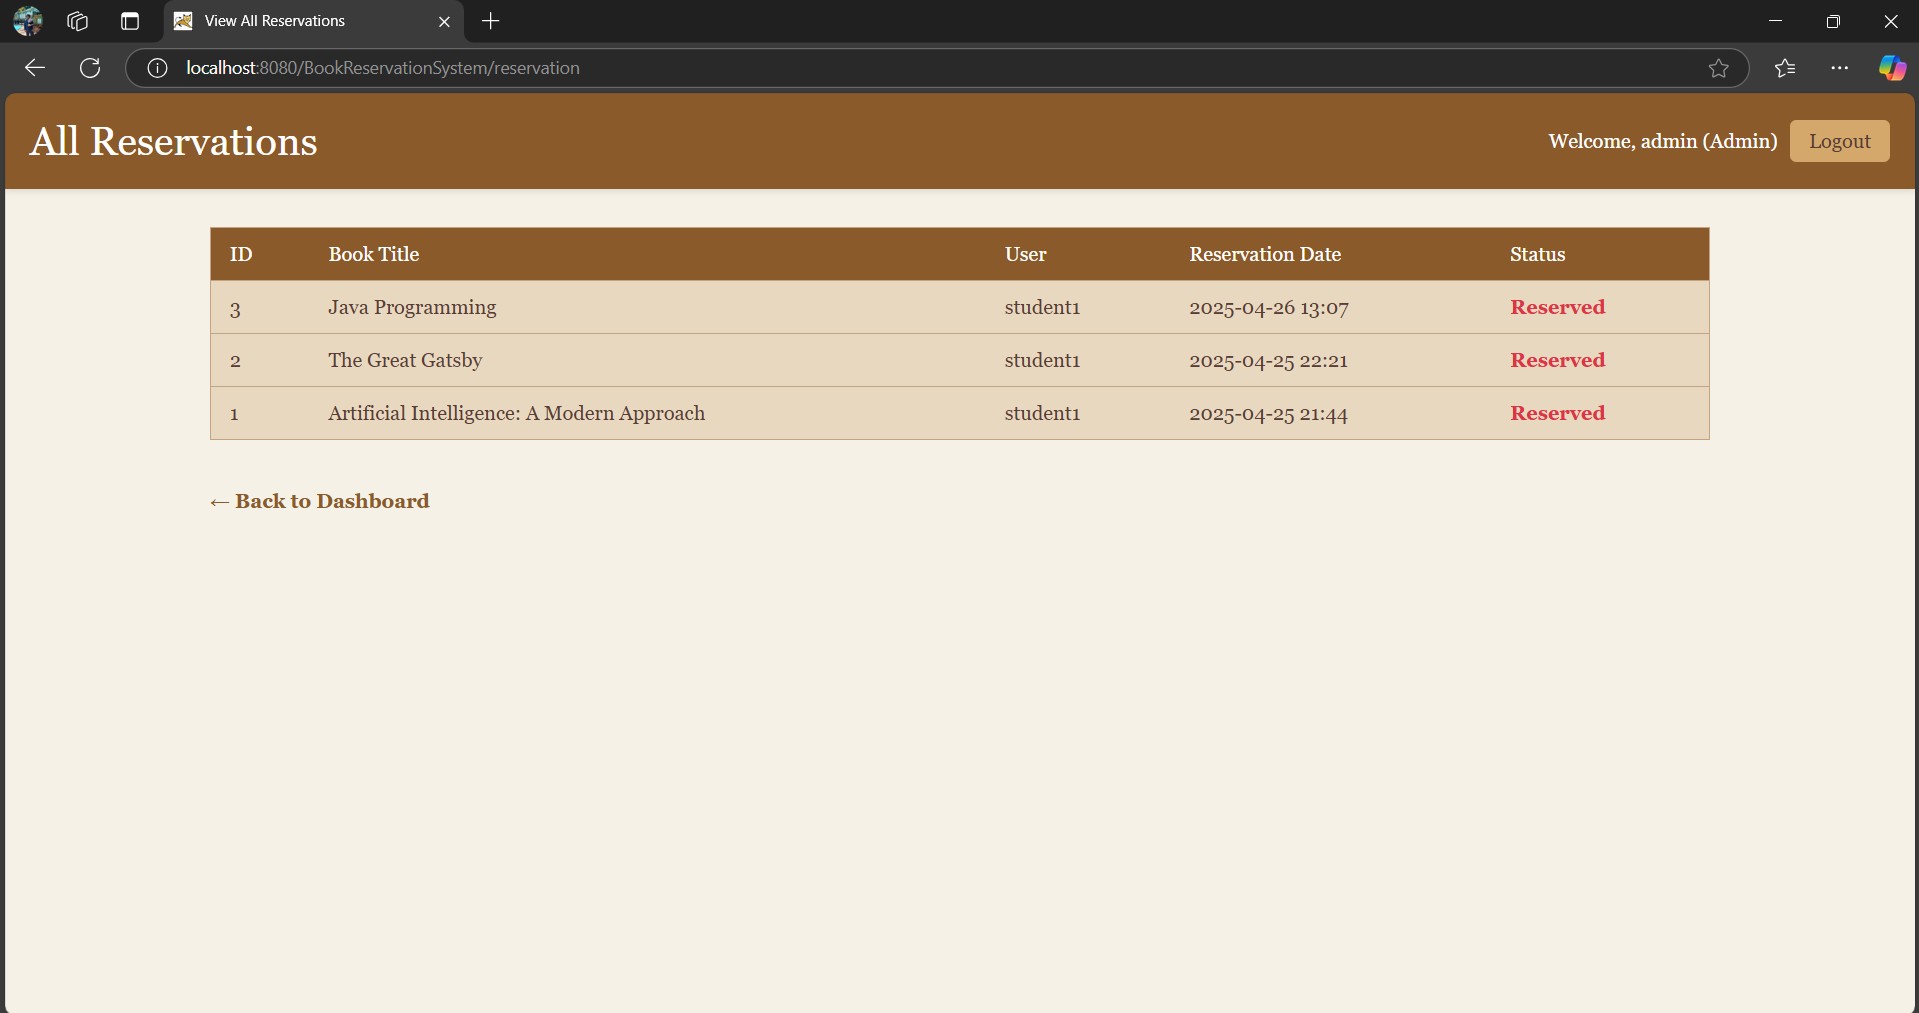 View All Reservations
localhost:8080/BookReservationSystem/reservation
All Reservations
Welcome, admin (Admin) Logout
ID Book Title User Reservation Date Status
3 Java Programming student1 2025-04-26 13:07 Reserved
2 The Great Gatsby student1 2025-04-25 22:21 Reserved
1 Artificial Intelligence: A Modern Approach student1 2025-04-25 21:44 Reserved
← Back to Dashboard